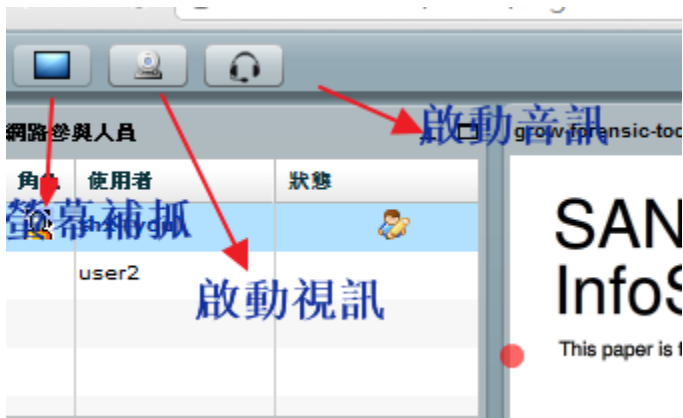 啟動音訊
網路參與人員
grow-forensic-too
角色 使用者 狀態
螢幕補抓
user2
啟動視訊
SAN
InfoS
This paper is f